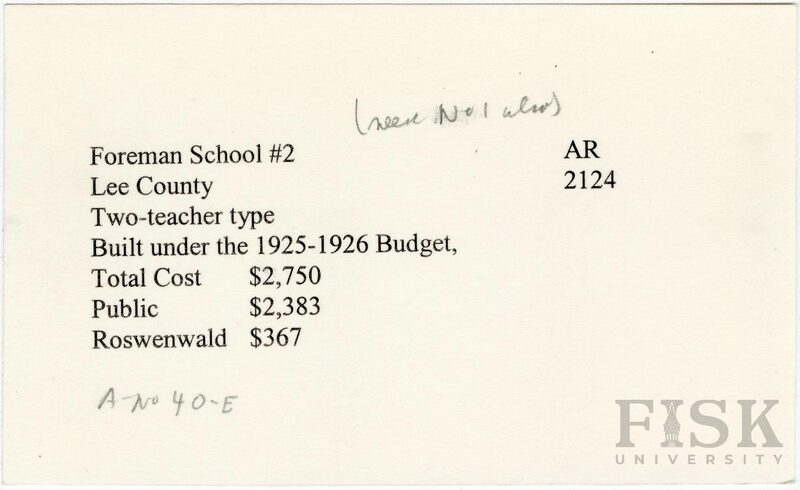 (need No 1 also)
Foreman School #2 AR
Lee County 2124
Two-teacher type
Built under the 1925-1926 Budget,
Total Cost $2,750
Public $2,383
Roswenwald $367
A-No 40-E
FISK
UNIVERSITY